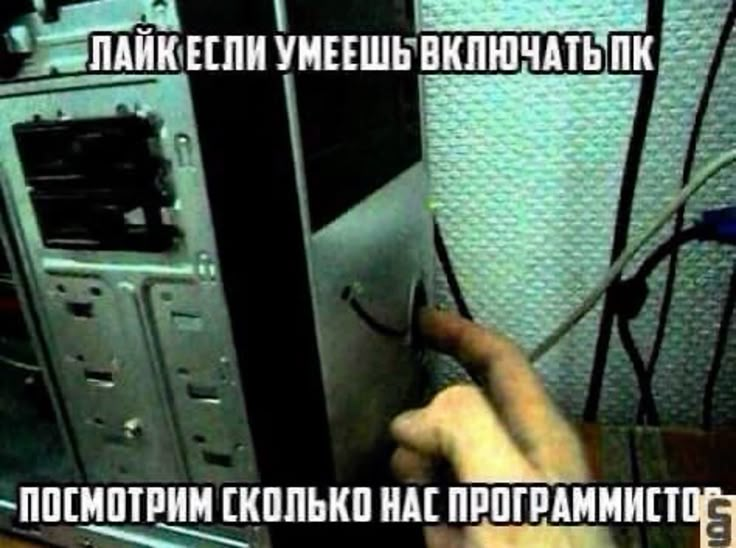 ЛАЙК ЕСЛИ УМЕЕШЬ ВКЛЮЧАТЬ ПК
ПОСМОТРИМ СКОЛЬКО НАС ПРОГРАММИСТОВ